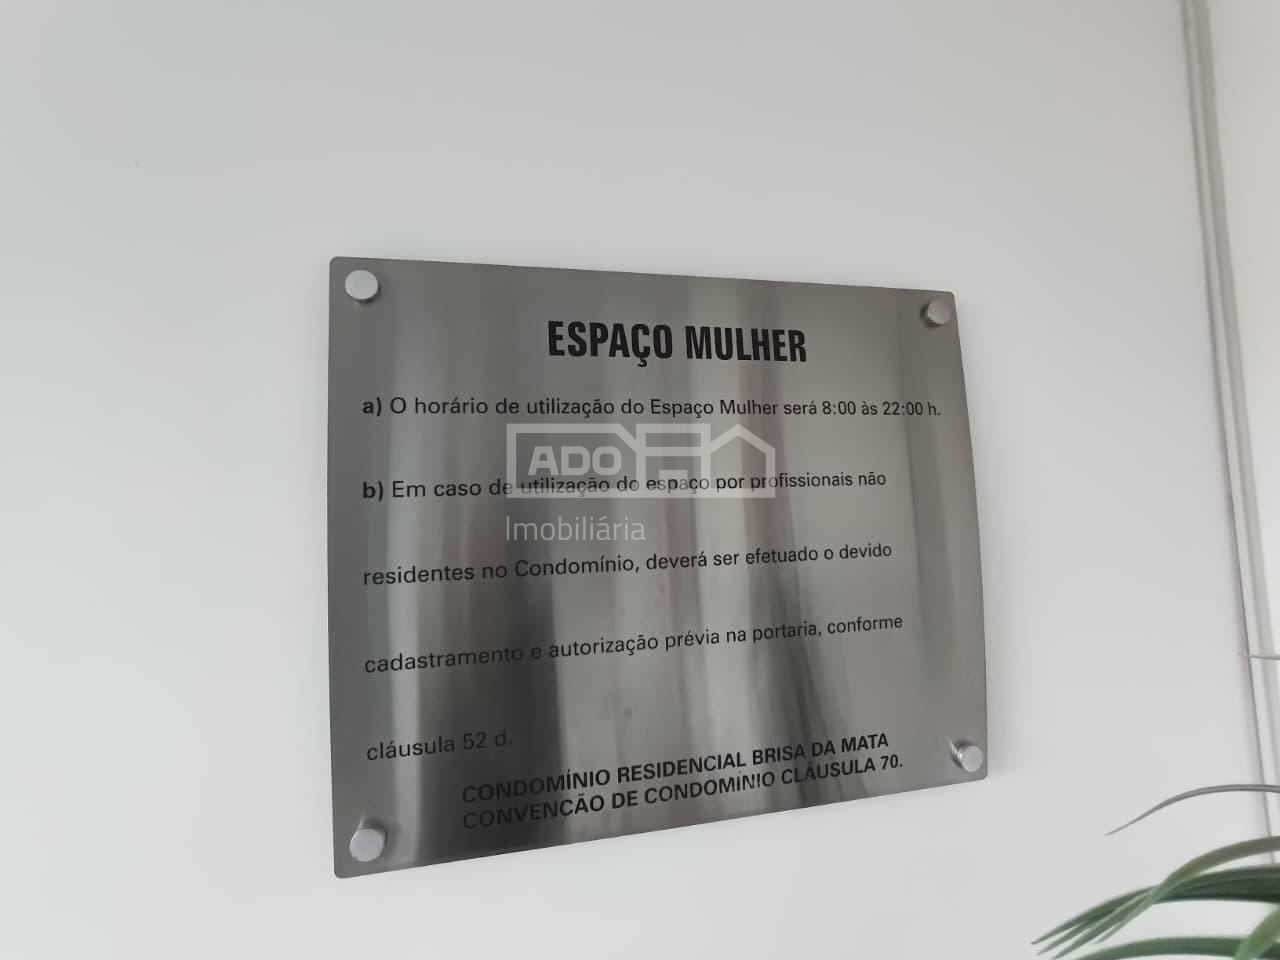 ESPAÇO MULHER
a) O horário de utilização do Espaço Mulher será 8:00 às 22:00 h.
ADO
b) Em caso de utilização do espaço por profissionais não
Imobiliária
residentes no Condomínio, deverá ser efetuado o devido
cadastramento e autorização prévia na portaria, conforme
cláusula 52 d.
CONDOMÍNIO RESIDENCIAL BRISA DA MATA
CONVENÇÃO DE CONDOMÍNIO CLÁUSULA 70.